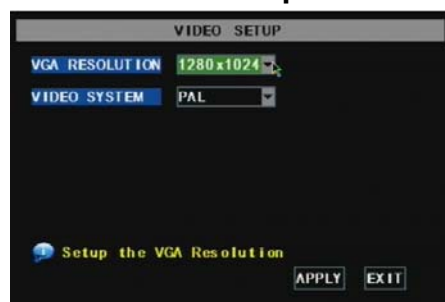 VIDEO SETUP
VGA RESOLUTION 1280x1024
VIDEO SYSTEM PAL
Setup the VGA Resolution
APPLY EXIT